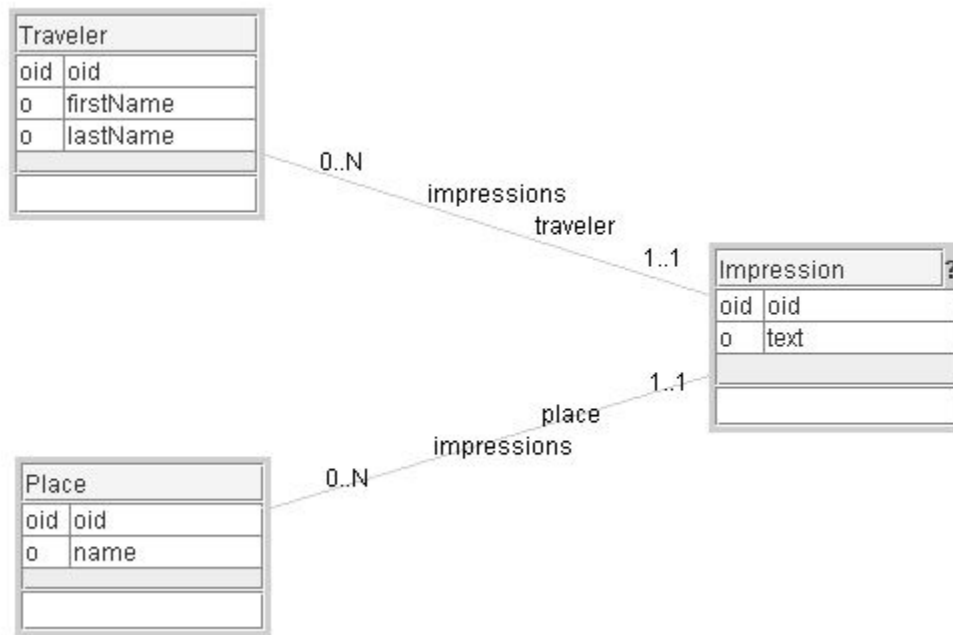 Traveler
oid oid
o firstName
o lastName
0..N
impressions
traveler
1..1
Impression ?
oid oid
o text
1..1
place
impressions
0..N
Place
oid oid
o name